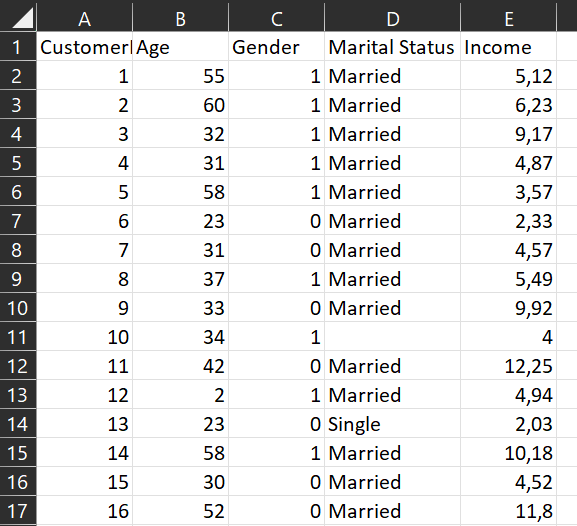 A B C D E
1 Customer Age Gender Marital Status Income
2 1 55 1 Married 5,12
3 2 60 1 Married 6,23
4 3 32 1 Married 9,17
5 4 31 1 Married 4,87
6 5 58 1 Married 3,57
7 6 23 0 Married 2,33
8 7 31 0 Married 4,57
9 8 37 1 Married 5,49
10 9 33 0 Married 9,92
11 10 34 1 4
12 11 42 0 Married 12,25
13 12 2 1 Married 4,94
14 13 23 0 Single 2,03
15 14 58 1 Married 10,18
16 15 30 0 Married 4,52
17 16 52 0 Married 11,8